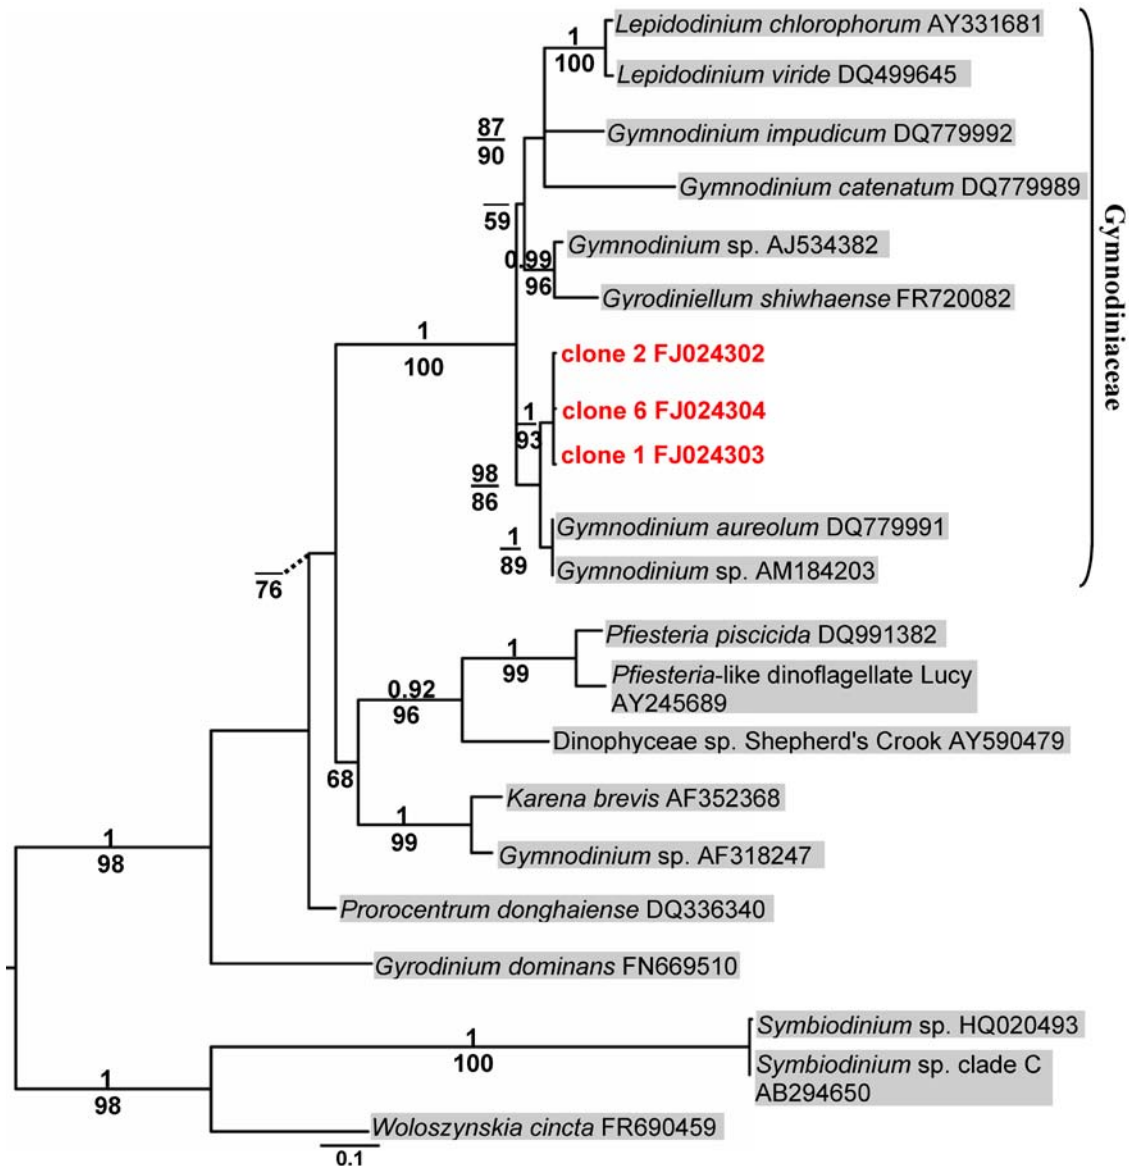 Lepidodinium chlorophorum AY331681
1
100
Lepidodinium viride DQ499645
87
90
Gymnodinium impudicum DQ779992
Gymnodinium catenatum DQ779989
Gymnodiniaceae
59
Gymnodinium sp. AJ534382
0.99
96
Gyrodiniellum shiwhaense FR720082
1
100
clone 2 FJ024302
clone 6 FJ024304
1
93
clone 1 FJ024303
98
86
Gymnodinium aureolum DQ779991
1
89
Gymnodinium sp. AM184203
76
Pfiesteria piscicida DQ991382
1
99
Pfiesteria-like dinoflagellate Lucy
AY245689
0.92
96
Dinophyceae sp. Shepherd's Crook AY590479
68
Karena brevis AF352368
1
99
Gymnodinium sp. AF318247
1
98
Prorocentrum donghaiense DQ336340
Gyrodinium dominans FN669510
Symbiodinium sp. HQ020493
1
100
Symbiodinium sp. clade C
AB294650
1
98
Woloszynskia cincta FR690459
0.1